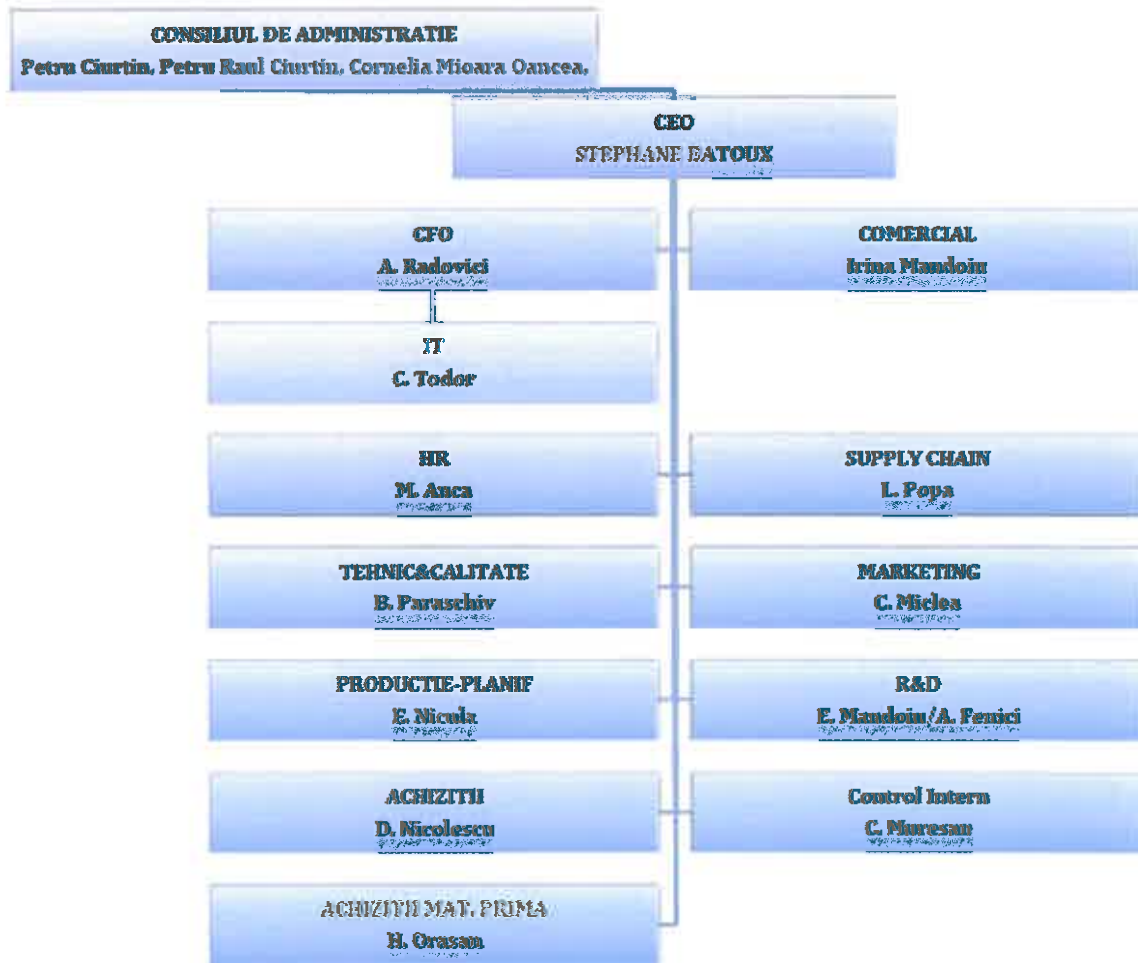 CONSILIUL DE ADMINISTRATIE
Petru Ciurtin, Petru Raul Ciurtin, Cornelia Mioara Oancea,
CEO
STEPHANE BATOUX
CFO
A. Radovici
COMERCIAL
Irina Mandoiu
IT
C. Todor
HR
M. Anca
SUPPLY CHAIN
L. Popa
TEHNIC&CALITATE
B. Paraschiv
MARKETING
C. Miclea
PRODUCTIE-PLANIF
E. Nicula
R&D
E. Mandoiu/A. Fenici
ACHIZITII
D. Nicolescu
Control Intern
C. Muresan
ACHIZITII MAT. PRIMA
H. Orasan